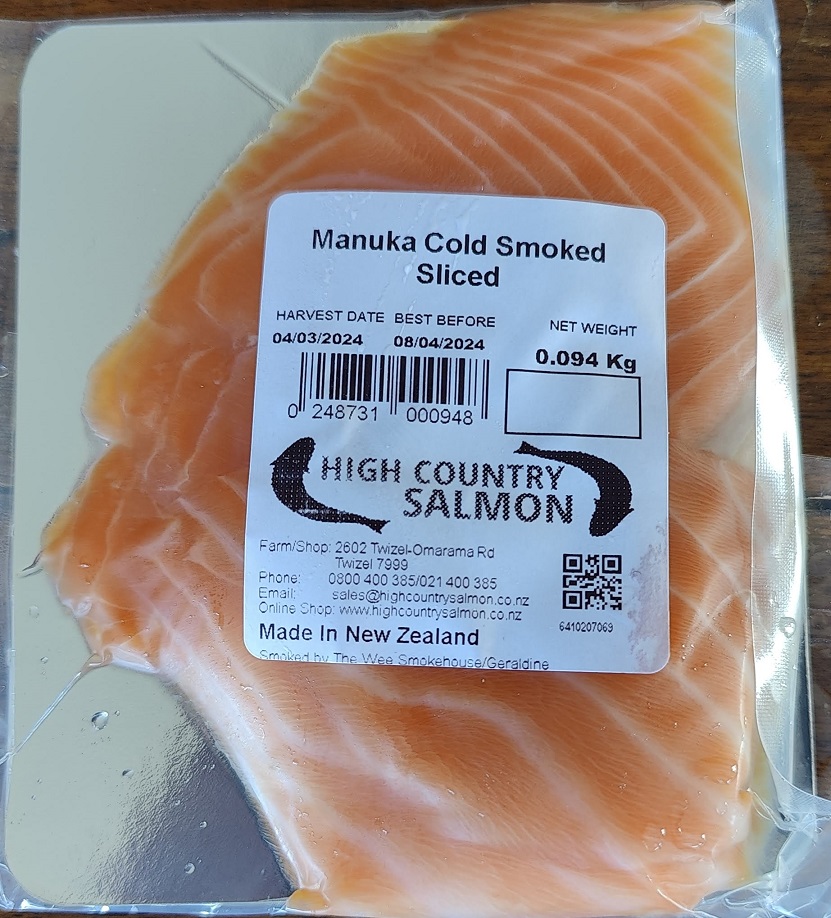 Manuka Cold Smoked
Sliced
HARVEST DATE BEST BEFORE NET WEIGHT
04/03/2024 08/04/2024 0.094 Kg
0 248731 000948
HIGH COUNTRY
SALMON
Farm/Shop: 2602 Twizel-Omarama Rd
Twizel 7999
Phone: 0800 400 385/021 400 385
Email: sales@highcountrysalmon.co.nz
Online Shop: www.highcountrysalmon.co.nz
6410207069
Made In New Zealand
Smoked by The Wee Smokehouse/Geraldine